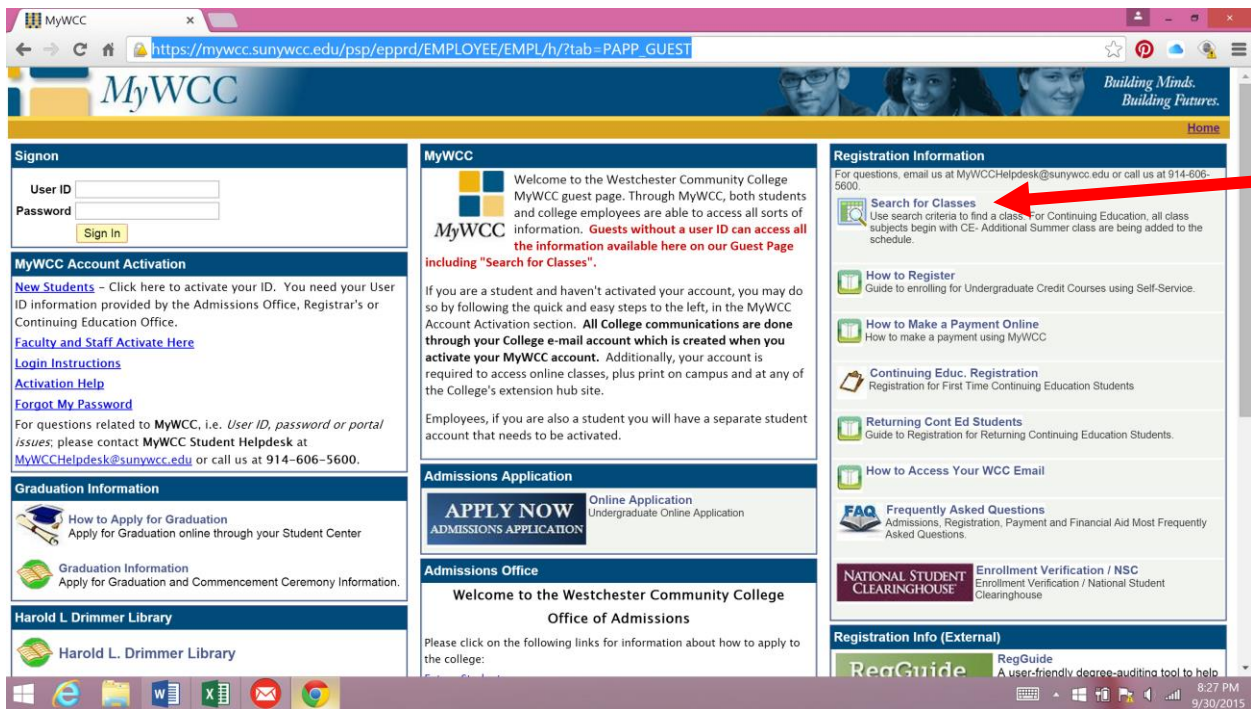 MyWCC
https://mywcc.sunywcc.edu/psp/epprd/EMPLOYEE/EMPL/h/?tab=PAPP_GUEST
MyWCC
Building Minds.
Building Futures.
Home
Signon
User ID
Password
Sign In
MyWCC Account Activation
New Students – Click here to activate your ID. You need your User
ID information provided by the Admissions Office, Registrar's or
Continuing Education Office.
Faculty and Staff Activate Here
Login Instructions
Activation Help
Forgot My Password
For questions related to MyWCC, i.e. User ID, password or portal
issues; please contact MyWCC Student Helpdesk at
MyWCCHelpdesk@sunywcc.edu or call us at 914-606-5600.
Graduation Information
How to Apply for Graduation
Apply for Graduation online through your Student Center
Graduation Information
Apply for Graduation and Commencement Ceremony Information.
Harold L Drimmer Library
Harold L. Drimmer Library
MyWCC
Welcome to the Westchester Community College
MyWCC guest page. Through MyWCC, both students
and college employees are able to access all sorts of
MyWCC
information. Guests without a user ID can access all
the information available here on our Guest Page
including "Search for Classes".
If you are a student and haven't activated your account, you may do
so by following the quick and easy steps to the left, in the MyWCC
Account Activation section. All College communications are done
through your College e-mail account which is created when you
activate your MyWCC account. Additionally, your account is
required to access online classes, plus print on campus and at any of
the College's extension hub site.
Employees, if you are also a student you will have a separate student
account that needs to be activated.
Admissions Application
APPLY NOW
ADMISSIONS APPLICATION
Online Application
Undergraduate Online Application
Admissions Office
Welcome to the Westchester Community College
Office of Admissions
Please click on the following links for information about how to apply to
the college:
Registration Information
For questions, email us at MyWCCHelpdesk@sunywcc.edu or call us at 914-606-
5600.
Search for Classes
Use search criteria to find a class. For Continuing Education, all class
subjects begin with CE- Additional Summer class are being added to the
schedule.
How to Register
Guide to enrolling for Undergraduate Credit Courses using Self-Service.
How to Make a Payment Online
How to make a payment using MyWCC
Continuing Educ. Registration
Registration for First Time Continuing Education Students
Returning Cont Ed Students
Guide to Registration for Returning Continuing Education Students.
How to Access Your WCC Email
FAQ
Frequently Asked Questions
Admissions, Registration, Payment and Financial Aid Most Frequently
Asked Questions.
NATIONAL STUDENT
CLEARINGHOUSE
Enrollment Verification / NSC
Enrollment Verification / National Student
Clearinghouse
Registration Info (External)
RegGuide
RegGuide
A user-friendly degree-auditing tool to help
8:27 PM
9/30/2015